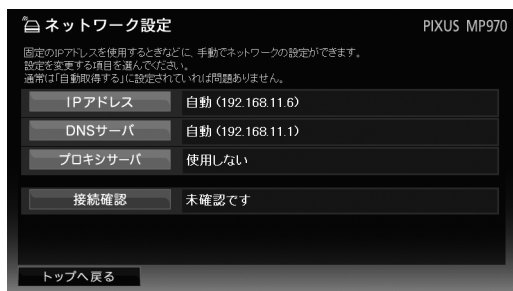 ネットワーク設定
PIXUS MP970
固定のIPアドレスを使用するときなどに、手動でネットワークの設定ができます。
設定を変更する項目を選んでください。
通常は「自動取得する」に設定されていれば問題ありません。
IPアドレス 自動(192.168.11.6)
DNSサーバ 自動(192.168.11.1)
プロキシサーバ 使用しない
接続確認 未確認です
トップへ戻る